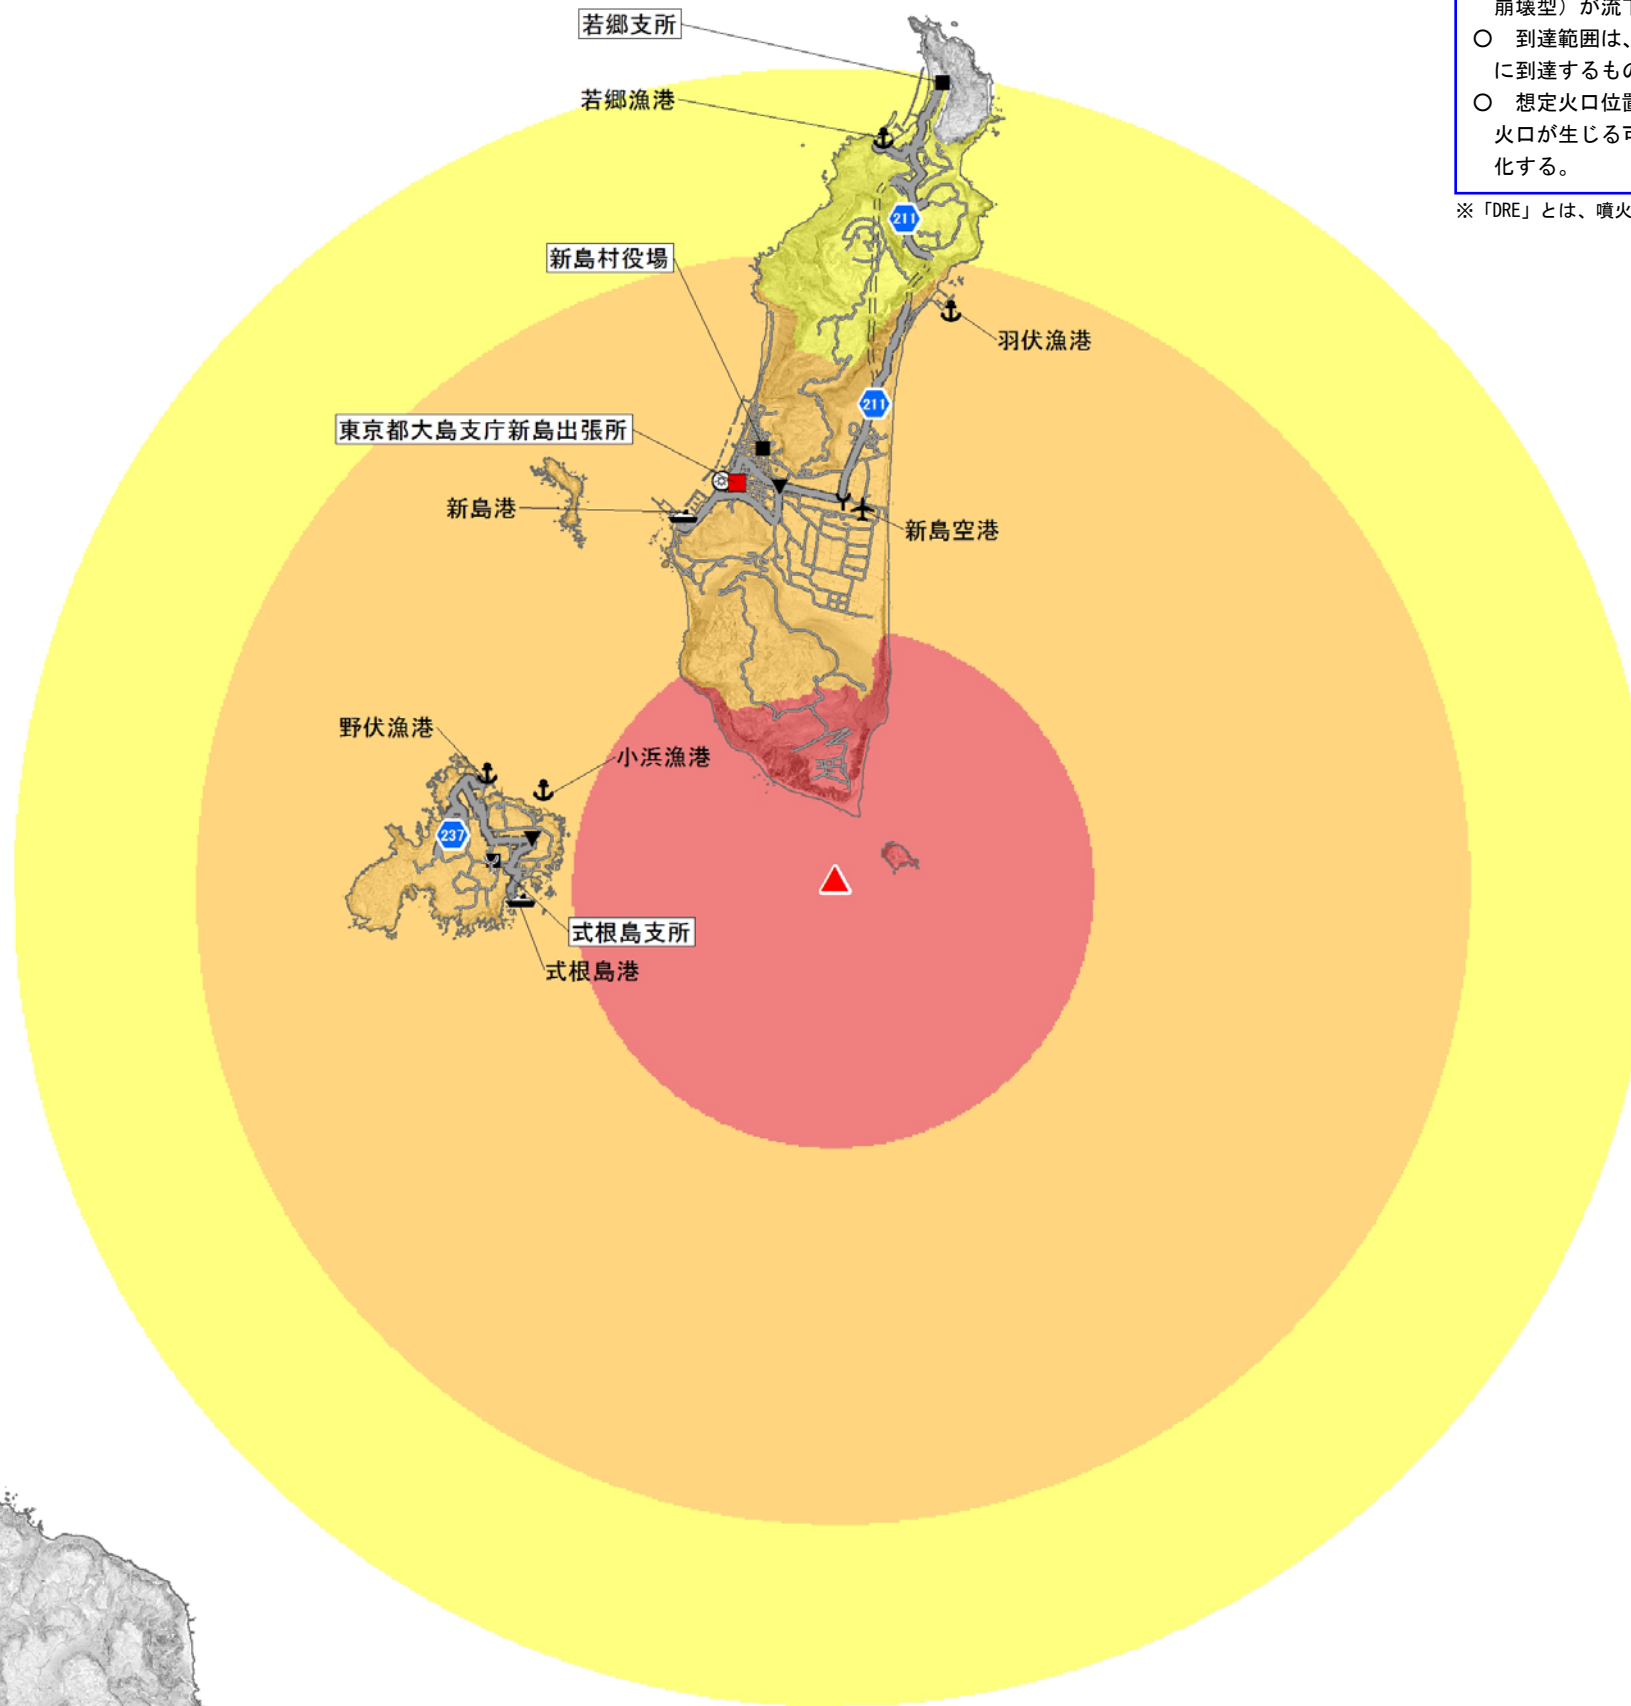 若郷支所
崩壊型）が流下
○ 到達範囲は、
に到達するもの
○ 想定火口位置
火口が生じる可
化する。
※「DRE」とは、噴火
若郷漁港
211
新島村役場
羽伏漁港
211
東京都大島支庁新島出張所
新島港
新島空港
野伏漁港
小浜漁港
237
式根島支所
式根島港